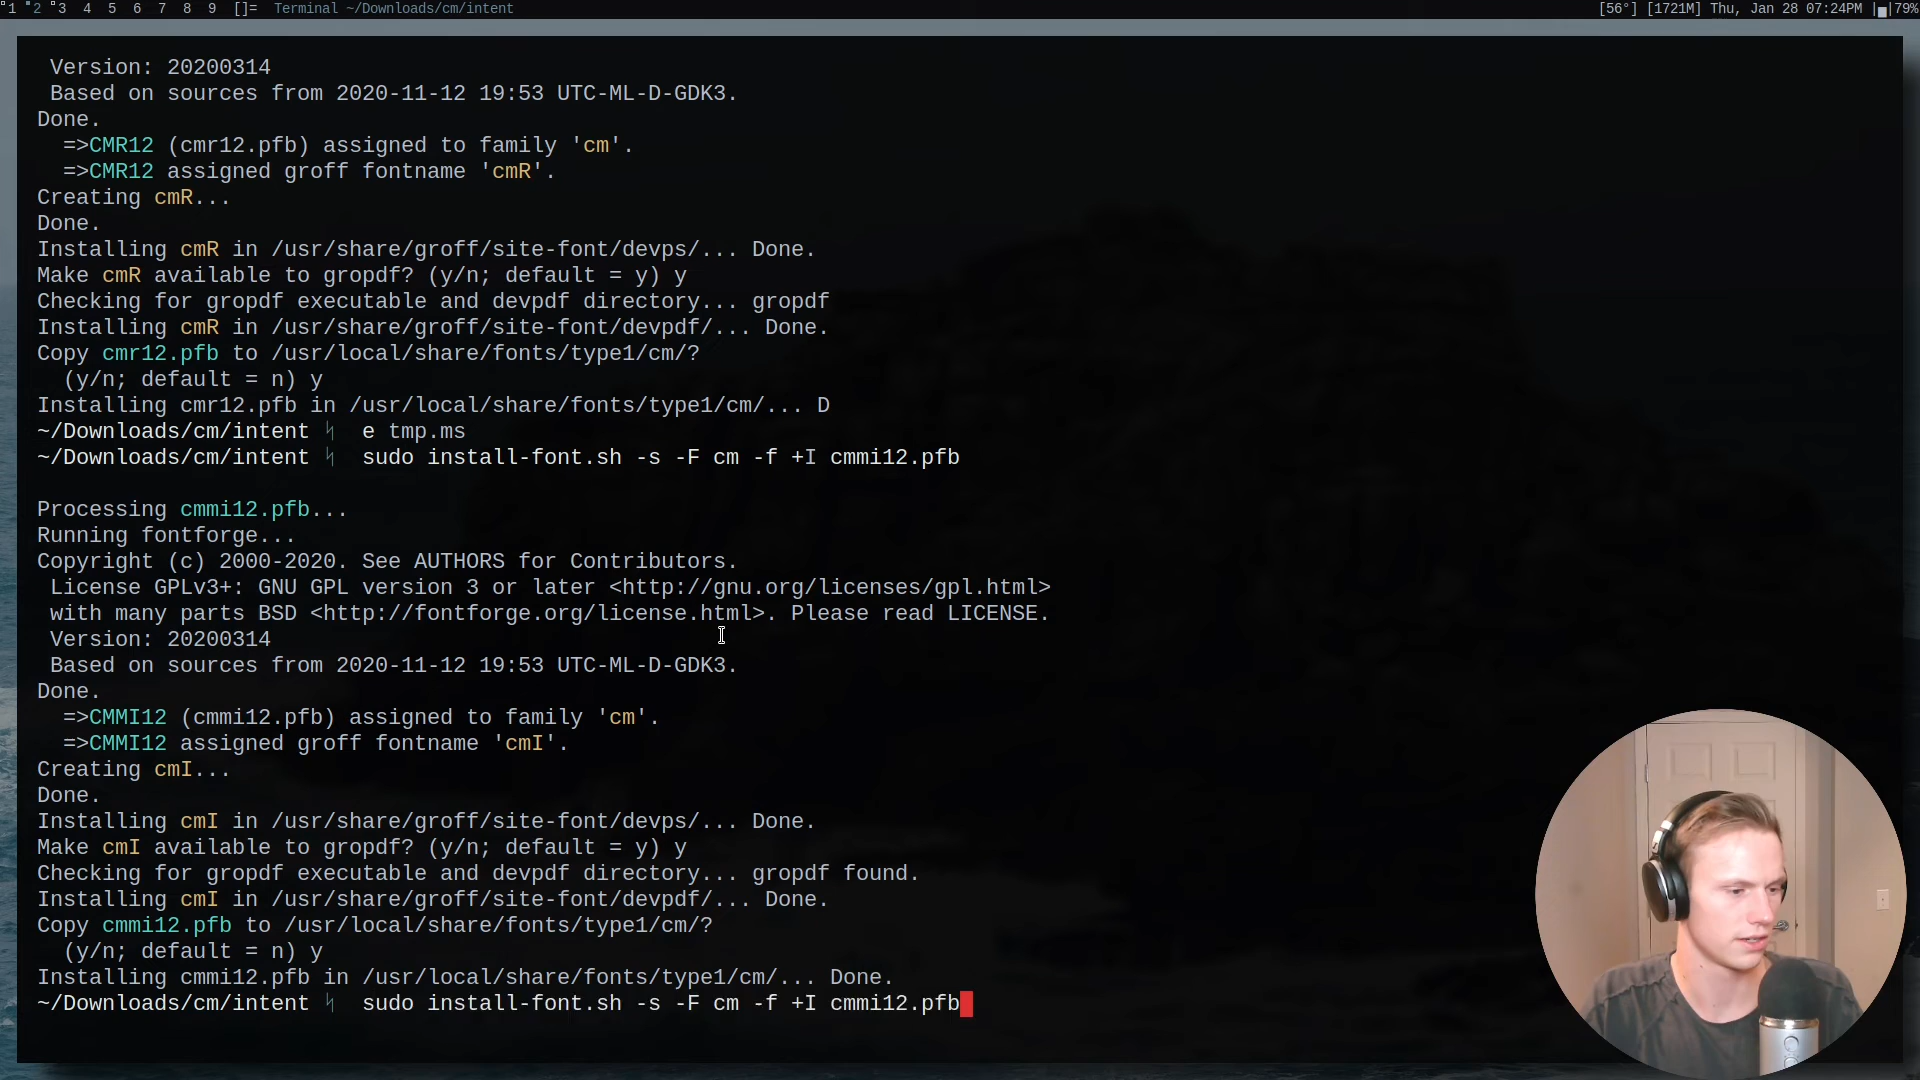 1 2 3 4 5 6 7 8 9 []= Terminal ~/Downloads/cm/intent [56°] [1721M] Thu, Jan 28 07:24PM | |79%
Version: 20200314
Based on sources from 2020-11-12 19:53 UTC-ML-D-GDK3.
Done.
=>CMR12 (cmr12.pfb) assigned to family 'cm'.
=>CMR12 assigned groff fontname 'cmR'.
Creating cmR...
Done.
Installing cmR in /usr/share/groff/site-font/devps/... Done.
Make cmR available to gropdf? (y/n; default = y) y
Checking for gropdf executable and devpdf directory... gropdf
Installing cmR in /usr/share/groff/site-font/devpdf/... Done.
Copy cmr12.pfb to /usr/local/share/fonts/type1/cm/?
(y/n; default = n) y
Installing cmr12.pfb in /usr/local/share/fonts/type1/cm/... D
~/Downloads/cm/intent ᛋ e tmp.ms
~/Downloads/cm/intent ᛋ sudo install-font.sh -s -F cm -f +I cmmi12.pfb
Processing cmmi12.pfb...
Running fontforge...
Copyright (c) 2000-2020. See AUTHORS for Contributors.
License GPLv3+: GNU GPL version 3 or later <http://gnu.org/licenses/gpl.html>
with many parts BSD <http://fontforge.org/license.html>. Please read LICENSE.
Version: 20200314
Based on sources from 2020-11-12 19:53 UTC-ML-D-GDK3.
Done.
=>CMMI12 (cmmi12.pfb) assigned to family 'cm'.
=>CMMI12 assigned groff fontname 'cmI'.
Creating cmI...
Done.
Installing cmI in /usr/share/groff/site-font/devps/... Done.
Make cmI available to gropdf? (y/n; default = y) y
Checking for gropdf executable and devpdf directory... gropdf found.
Installing cmI in /usr/share/groff/site-font/devpdf/... Done.
Copy cmmi12.pfb to /usr/local/share/fonts/type1/cm/?
(y/n; default = n) y
Installing cmmi12.pfb in /usr/local/share/fonts/type1/cm/... Done.
~/Downloads/cm/intent ᛋ sudo install-font.sh -s -F cm -f +I cmmi12.pfb